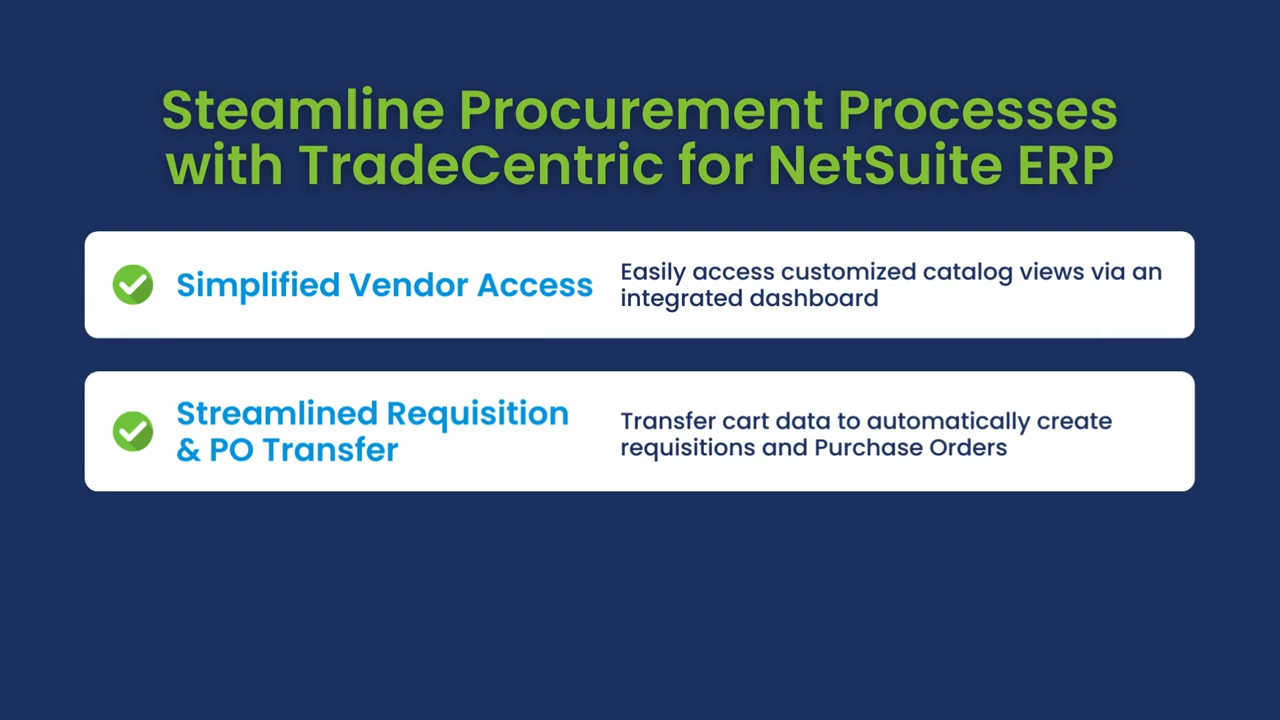 Steamline Procurement Processes
with TradeCentric for NetSuite ERP
Simplified Vendor Access
Easily access customized catalog views via an
integrated dashboard
Streamlined Requisition
& PO Transfer
Transfer cart data to automatically create
requisitions and Purchase Orders